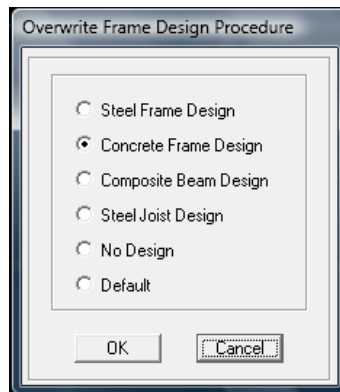 Overwrite Frame Design Procedure
Steel Frame Design
Concrete Frame Design
Composite Beam Design
Steel Joist Design
No Design
Default
OK Cancel